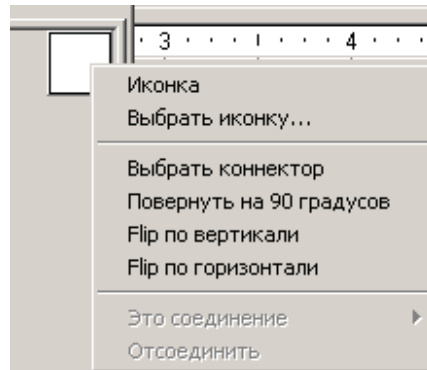 3 4
Иконка
Выбрать иконку...
Выбрать коннектор
Повернуть на 90 градусов
Flip по вертикали
Flip по горизонтали
Это соединение
Отсоединить